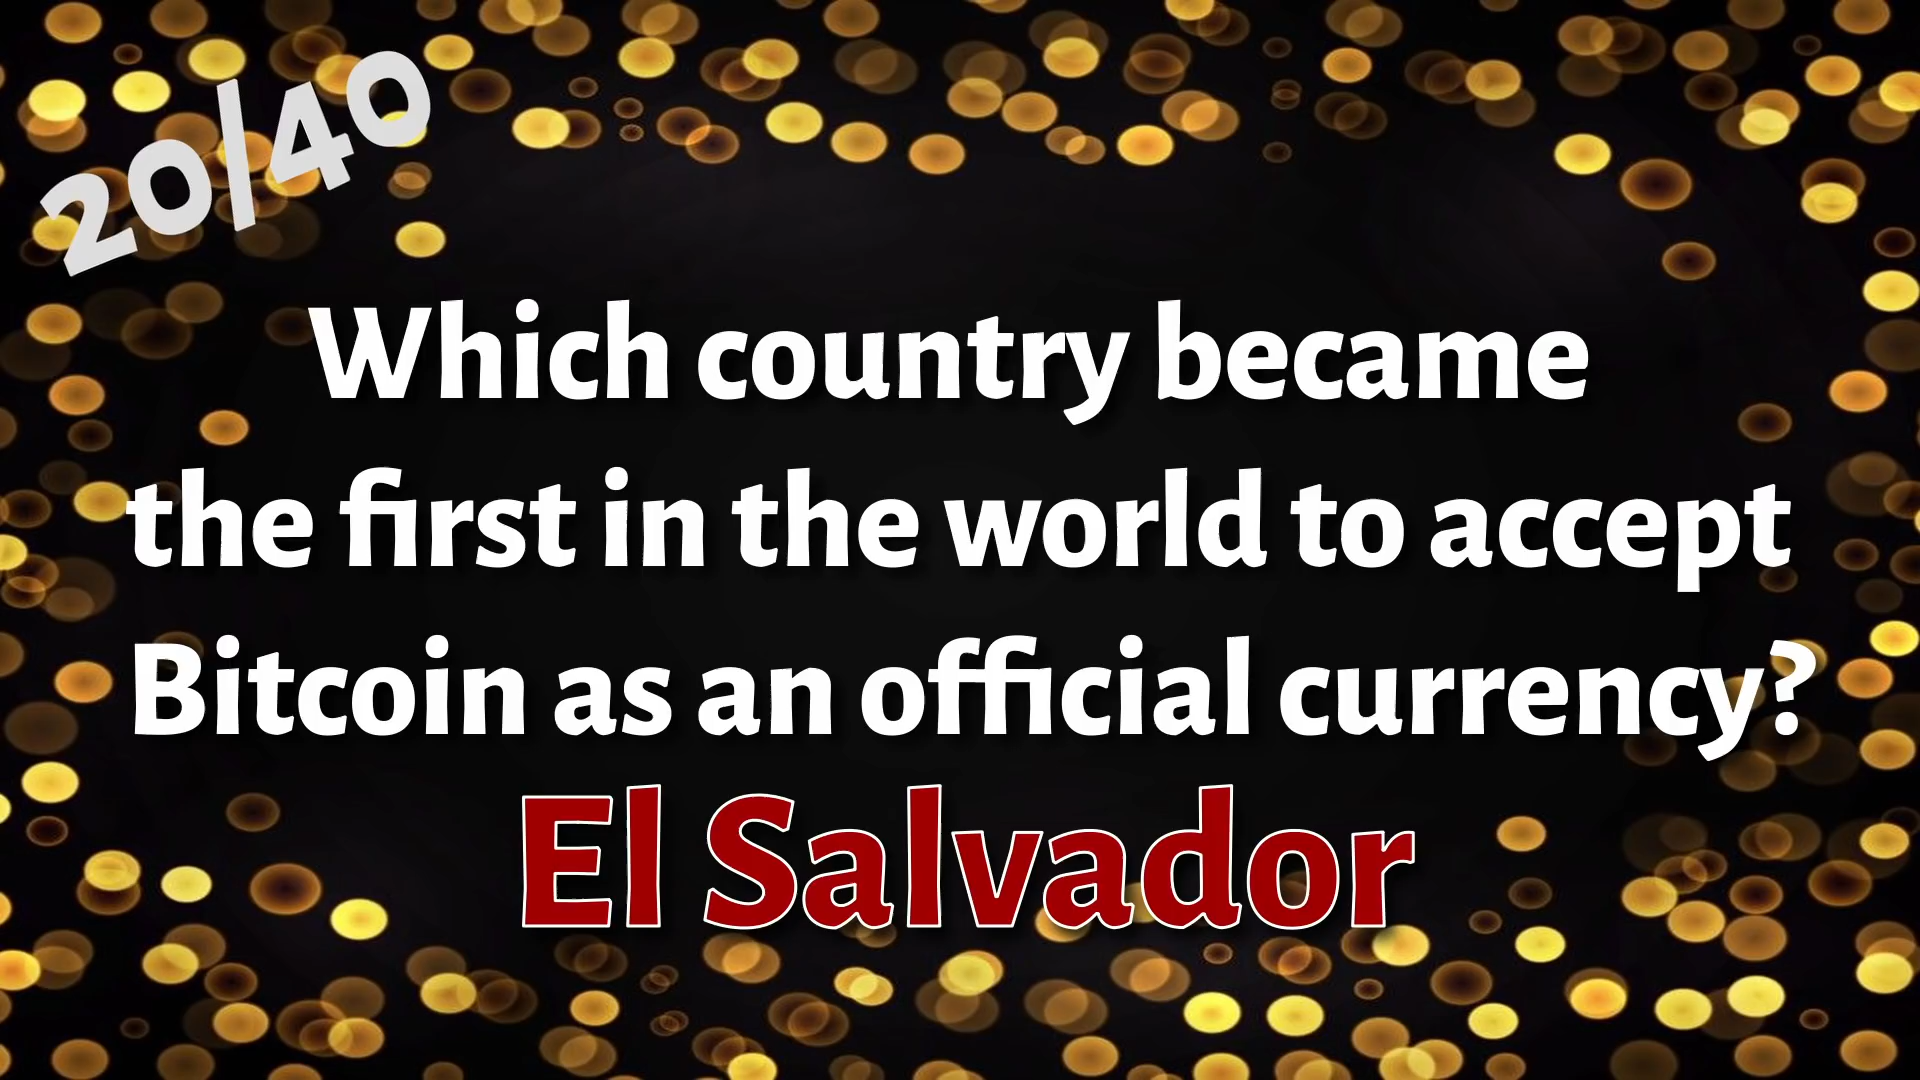 20/40
Which country became
the first in the world to accept
Bitcoin as an official currency?
El Salvador